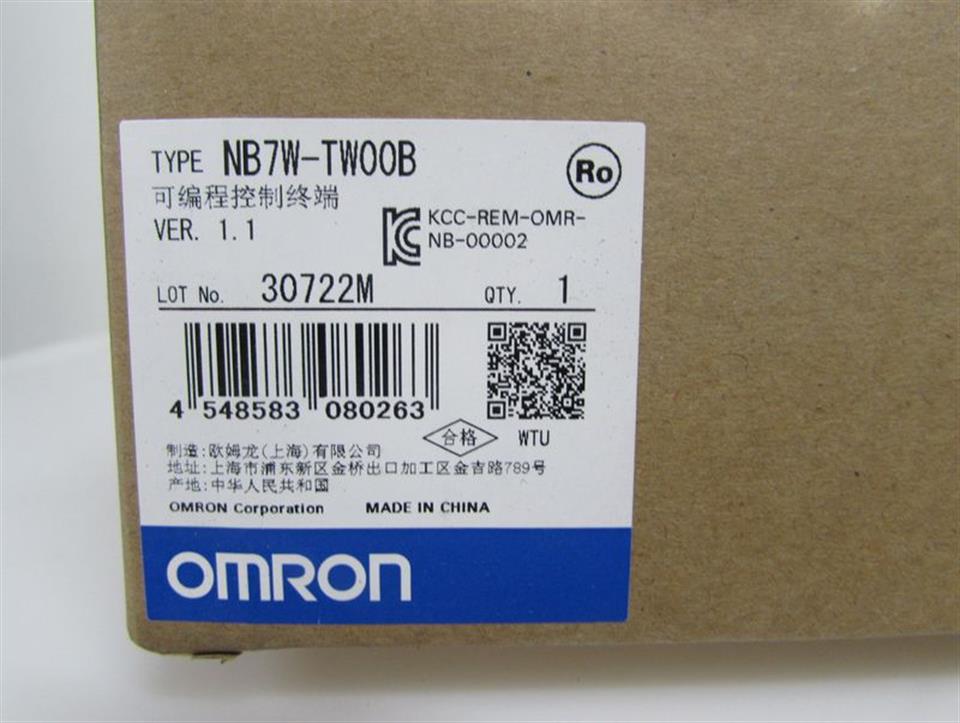 TYPE NB7W-TW00B
Ro
可编程控制终端
VER. 1.1
KCC-REM-OMR-
NB-00002
LOT No. 30722M QTY. 1
4 548583 080263
合格 WTU
制造:欧姆龙(上海)有限公司
地址:上海市浦东新区金桥出口加工区金吉路789号
产地:中华人民共和国
OMRON Corporation MADE IN CHINA
OMRON